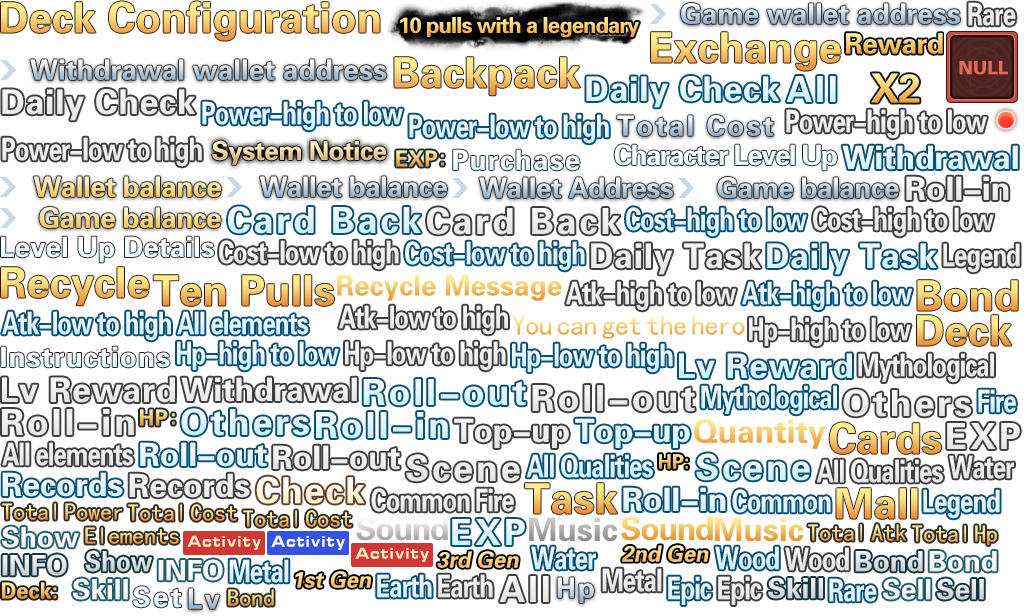 Deck Configuration
10 pulls with a legendary
Game wallet address
Rare
Exchange
Reward
NULL
Withdrawal wallet address
Backpack
Daily Check
All
X2
Daily Check
Power-high to low
Power-high to low
Total Cost
Power-high to low
Power-low to high
System Notice
EXP:
Purchase
Character Level Up
Withdrawal
Wallet balance
Wallet balance
Wallet Address
Game balance
Roll-in
Game balance
Card Back
Card Back
Cost-high to low
Cost-high to low
Level Up Details
Cost-low to high
Cost-low to high
Daily Task
Daily Task
Legend
Recycle
Ten Pulls
Recycle Message
Atk-high to low
Atk-high to low
Bond
Atk-low to high
All elements
Atk-low to high
You can get the hero
Hp-high to low
Deck
Instructions
Hp-high to low
Hp-low to high
Hp-low to high
Lv Reward
Mythological
Lv Reward
Withdrawal
Roll-out
Roll-out
Mythological
Others
Fire
Roll-in
HP:
Others
Roll-in
Top-up
Top-up
Quantity
Cards
EXP
All elements
Roll-out
Roll-out
Scene
All Qualities
HP:
Scene
All Qualities
Water
Records
Records
Check
Common
Fire
Task
Roll-in
Common
Mall
Legend
Total Power
Total Cost
Total Cost
Sound
EXP
Music
Sound
Music
Total Atk
Total Hp
Show
Elements
Activity
Activity
Activity
INFO
Show
INFO
Metal
1st Gen
3rd Gen
Water
2nd Gen
Wood
Wood
Bond
Bond
Deck:
Skill
Set
Lv
Bond
Earth
Earth
All
Hp
Metal
Epic
Epic
Skill
Rare
Sell
Sell